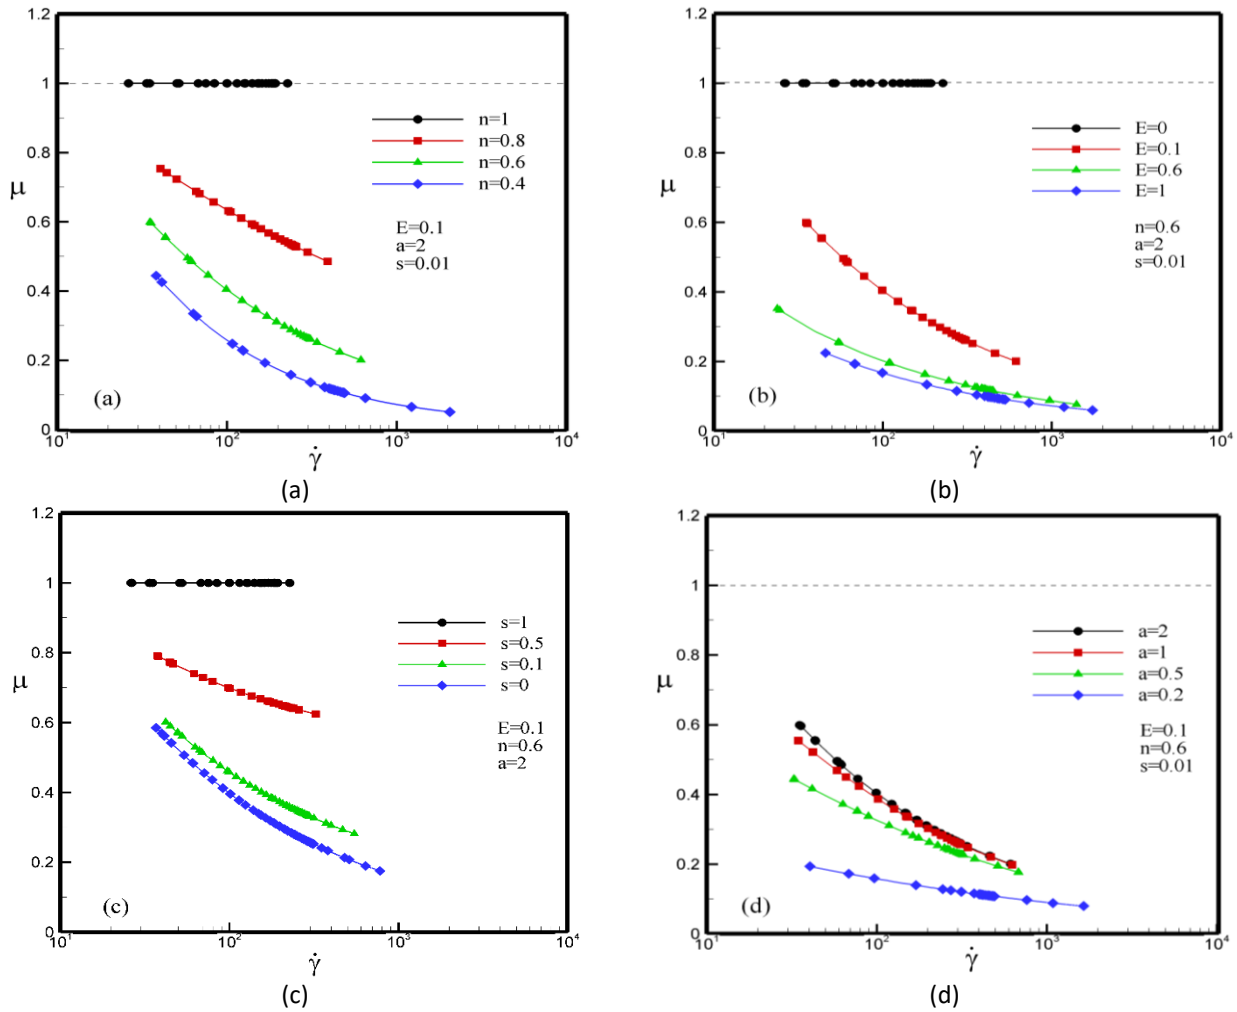 1.2
1
0.8
0.6
0.4
0.2
0
μ
n=1
n=0.8
n=0.6
n=0.4
E=0.1
a=2
s=0.01
(a)
10¹ 10² 10³ 10⁴
γ̇
(a)
1.2
1
0.8
0.6
0.4
0.2
0
μ
E=0
E=0.1
E=0.6
E=1
n=0.6
a=2
s=0.01
(b)
10¹ 10² 10³ 10⁴
γ̇
(b)
1.2
1
0.8
0.6
0.4
0.2
0
μ
s=1
s=0.5
s=0.1
s=0
E=0.1
n=0.6
a=2
(c)
10¹ 10² 10³ 10⁴
γ̇
(c)
1.2
1
0.8
0.6
0.4
0.2
0
μ
a=2
a=1
a=0.5
a=0.2
E=0.1
n=0.6
s=0.01
(d)
10¹ 10² 10³ 10⁴
γ̇
(d)